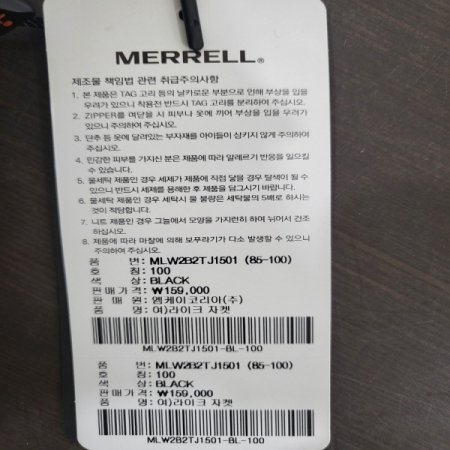 MERRELL
제조물 책임법 관련 취급주의사항
1. 본 제품은 TAG 고리 등의 날카로운 부분으로 인해 부상을 입을
우려가 있으니 착용전 반드시 TAG 고리를 분리하여 주십시오.
2. ZIPPER를 여닫을 시 피부나 옷에 끼어 부상을 입을 우려가
있으니 주의하여 주십시오.
3. 단추 등 옷에 달려있는 부자재를 아이들이 삼키지 않게 주의하여
주십시오.
4. 민감한 피부를 가지신 분은 제품에 따라 알레르기 반응을 일으킬
수 있습니다.
5. 물세탁 제품인 경우 세제가 제품에 직접 닿을 경우 탈색이 될 수
있으니 반드시 세제를 용해한 후 제품을 담그시기 바랍니다.
6. 물세탁 제품인 경우 세탁시 물 불량은 세탁물의 5배로 하시는
것이 적당합니다.
7. 니트 제품인 경우 그늘에서 모양을 가지런히 하여 뉘어서 건조
하십시오.
8. 제품에 따라 마찰에 의해 보푸라기가 다소 발생할 수 있으니
주의하십시오.
품 번: MLW2B2TJ1501 (85-100)
호 칭: 100
색 상: BLACK
판 매 가 격: ₩159,000
판 매 원: 엠케이코리아(주)
품 명: 여)라이크 자켓
MLW2B2TJ1501-BL-100
품 번: MLW2B2TJ1501 (85-100)
호 칭: 100
색 상: BLACK
판 매 가 격: ₩159,000
품 명: 여)라이크 자켓
MLW2B2TJ1501-BL-100